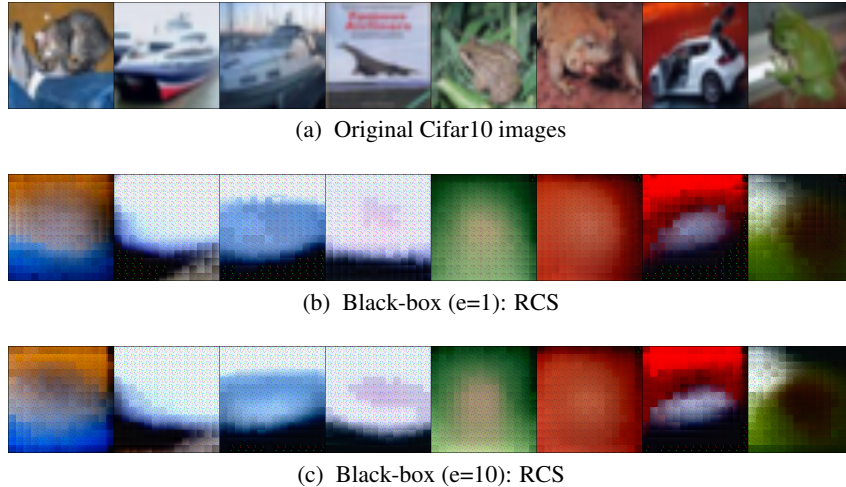 (a) Original Cifar10 images
(b) Black-box (e=1): RCS
(c) Black-box (e=10): RCS